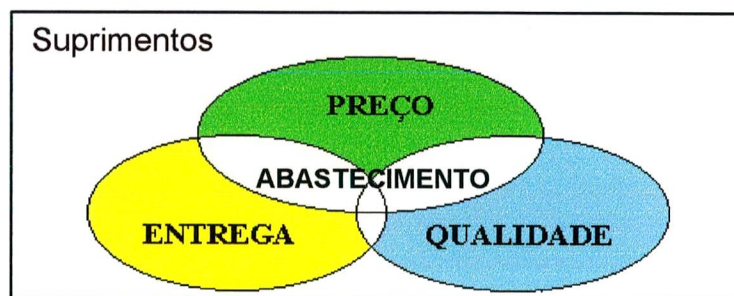 Suprimentos
PREÇO
ABASTECIMENTO
ENTREGA
QUALIDADE